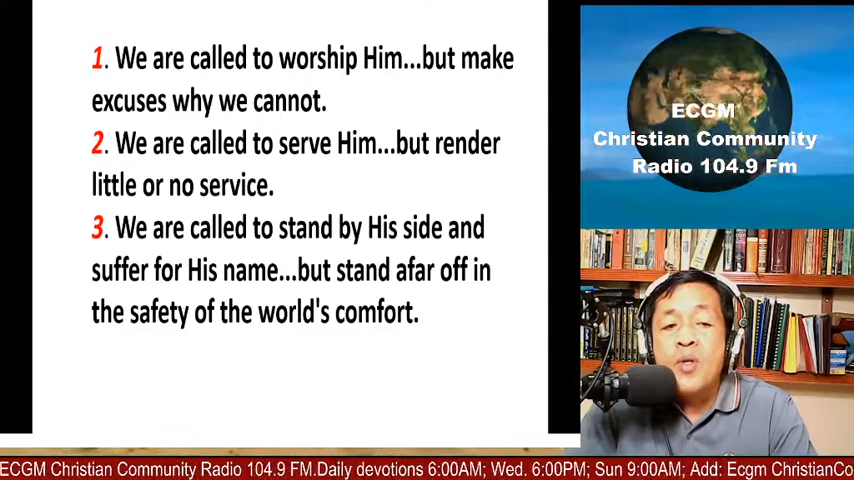 1. We are called to worship Him...but make
excuses why we cannot.
2. We are called to serve Him...but render
little or no service.
3. We are called to stand by His side and
suffer for His name...but stand afar off in
the safety of the world's comfort.
ECGM
Christian Community
Radio 104.9 Fm
ECGM Christian Community Radio 104.9 FM.Daily devotions 6:00AM; Wed. 6:00PM; Sun 9:00AM; Add: Ecgm ChristianCo